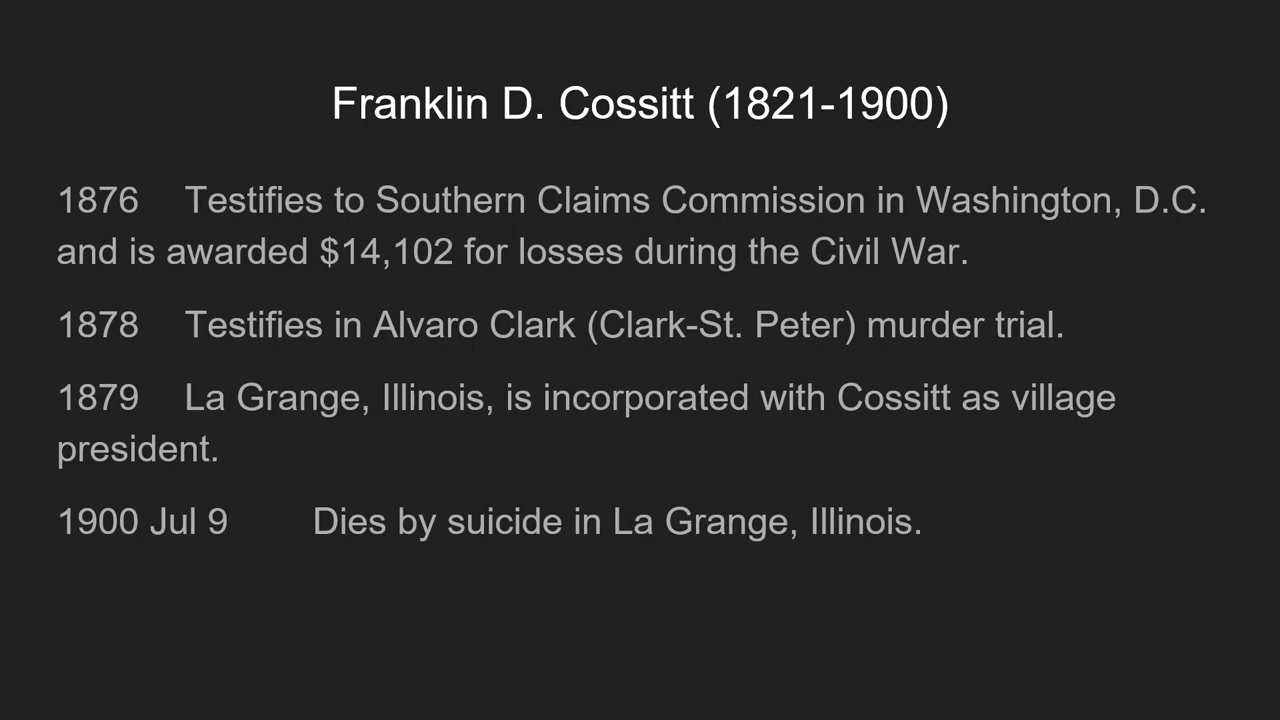 Franklin D. Cossitt (1821-1900)
1876 Testifies to Southern Claims Commission in Washington, D.C.
and is awarded $14,102 for losses during the Civil War.
1878 Testifies in Alvaro Clark (Clark-St. Peter) murder trial.
1879 La Grange, Illinois, is incorporated with Cossitt as village
president.
1900 Jul 9 Dies by suicide in La Grange, Illinois.